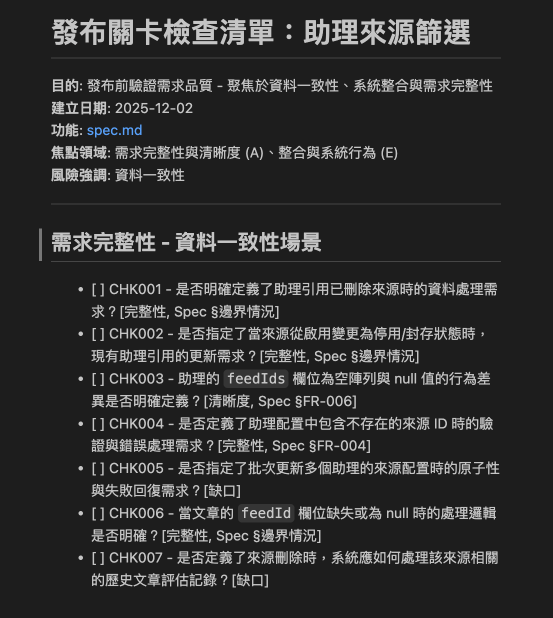 發布關卡檢查清單：助理來源篩選
目的: 發布前驗證需求品質 - 聚焦於資料一致性、系統整合與需求完整性
建立日期: 2025-12-02
功能: spec.md
焦點領域: 需求完整性與清晰度 (A)、整合與系統行為 (E)
風險強調: 資料一致性
需求完整性 - 資料一致性場景
• [ ] CHK001 - 是否明確定義了助理引用已刪除來源時的資料處理需
求？[完整性, Spec §邊界情況]
• [ ] CHK002 - 是否指定了當來源從啟用變更為停用/封存狀態時，
現有助理引用的更新需求？[完整性, Spec §邊界情況]
• [ ] CHK003 - 助理的 feedIds 欄位為空陣列與 null 值的行為差
異是否明確定義？[清晰度, Spec §FR-006]
• [ ] CHK004 - 是否定義了助理配置中包含不存在的來源 ID 時的驗
證與錯誤處理需求？[完整性, Spec §FR-004]
• [ ] CHK005 - 是否指定了批次更新多個助理的來源配置時的原子性
與失敗回復需求？[缺口]
• [ ] CHK006 - 當文章的 feedId 欄位缺失或為 null 時的處理邏輯
是否明確？[完整性, Spec §邊界情況]
• [ ] CHK007 - 是否定義了來源刪除時，系統應如何處理該來源相關
的歷史文章評估記錄？[缺口]